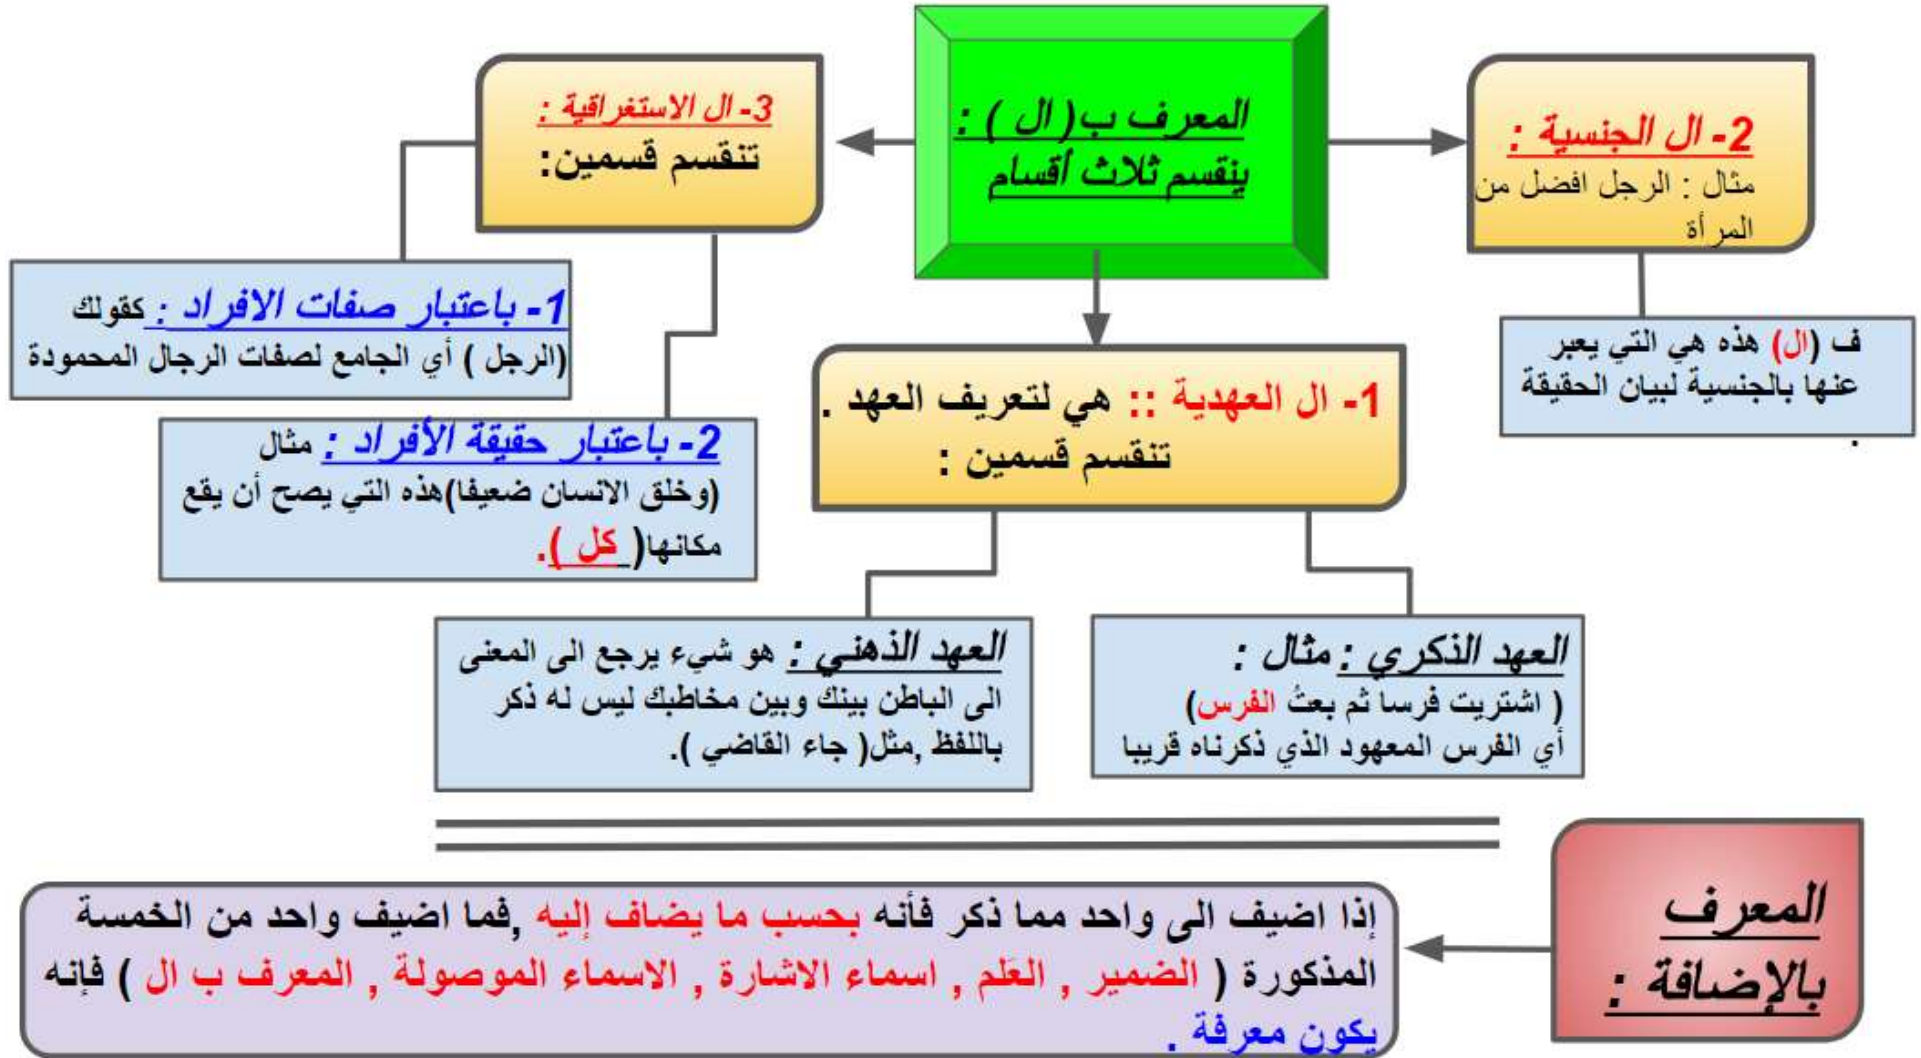 المعرف ب( ال ) :
ينقسم ثلاث أقسام
2- ال الجنسية :
مثال : الرجل افضل من
المرأة
ف (ال) هذه هي التي يعبر
عنها بالجنسية لبيان الحقيقة
.
3- ال الاستغراقية :
تنقسم قسمين:
1- باعتبار صفات الافراد : كقولك
(الرجل ) أي الجامع لصفات الرجال المحمودة
2- باعتبار حقيقة الأفراد : مثال
(وخلق الانسان ضعيفا)هذه التي يصح أن يقع
مكانها( كل ).
1- ال العهدية :: هي لتعريف العهد .
تنقسم قسمين :
العهد الذكري : مثال :
( اشتريت فرسا ثم بعتُ الفرس)
أي الفرس المعهود الذي ذكرناه قريبا
العهد الذهني : هو شيء يرجع الى المعنى
الى الباطن بينك وبين مخاطبك ليس له ذكر
باللفظ ,مثل( جاء القاضي ).
المعرف
بالإضافة :
إذا اضيف الى واحد مما ذكر فأنه بحسب ما يضاف إليه ,فما اضيف واحد من الخمسة
المذكورة ( الضمير , العَلم , اسماء الاشارة , الاسماء الموصولة , المعرف ب ال ) فإنه
يكون معرفة .